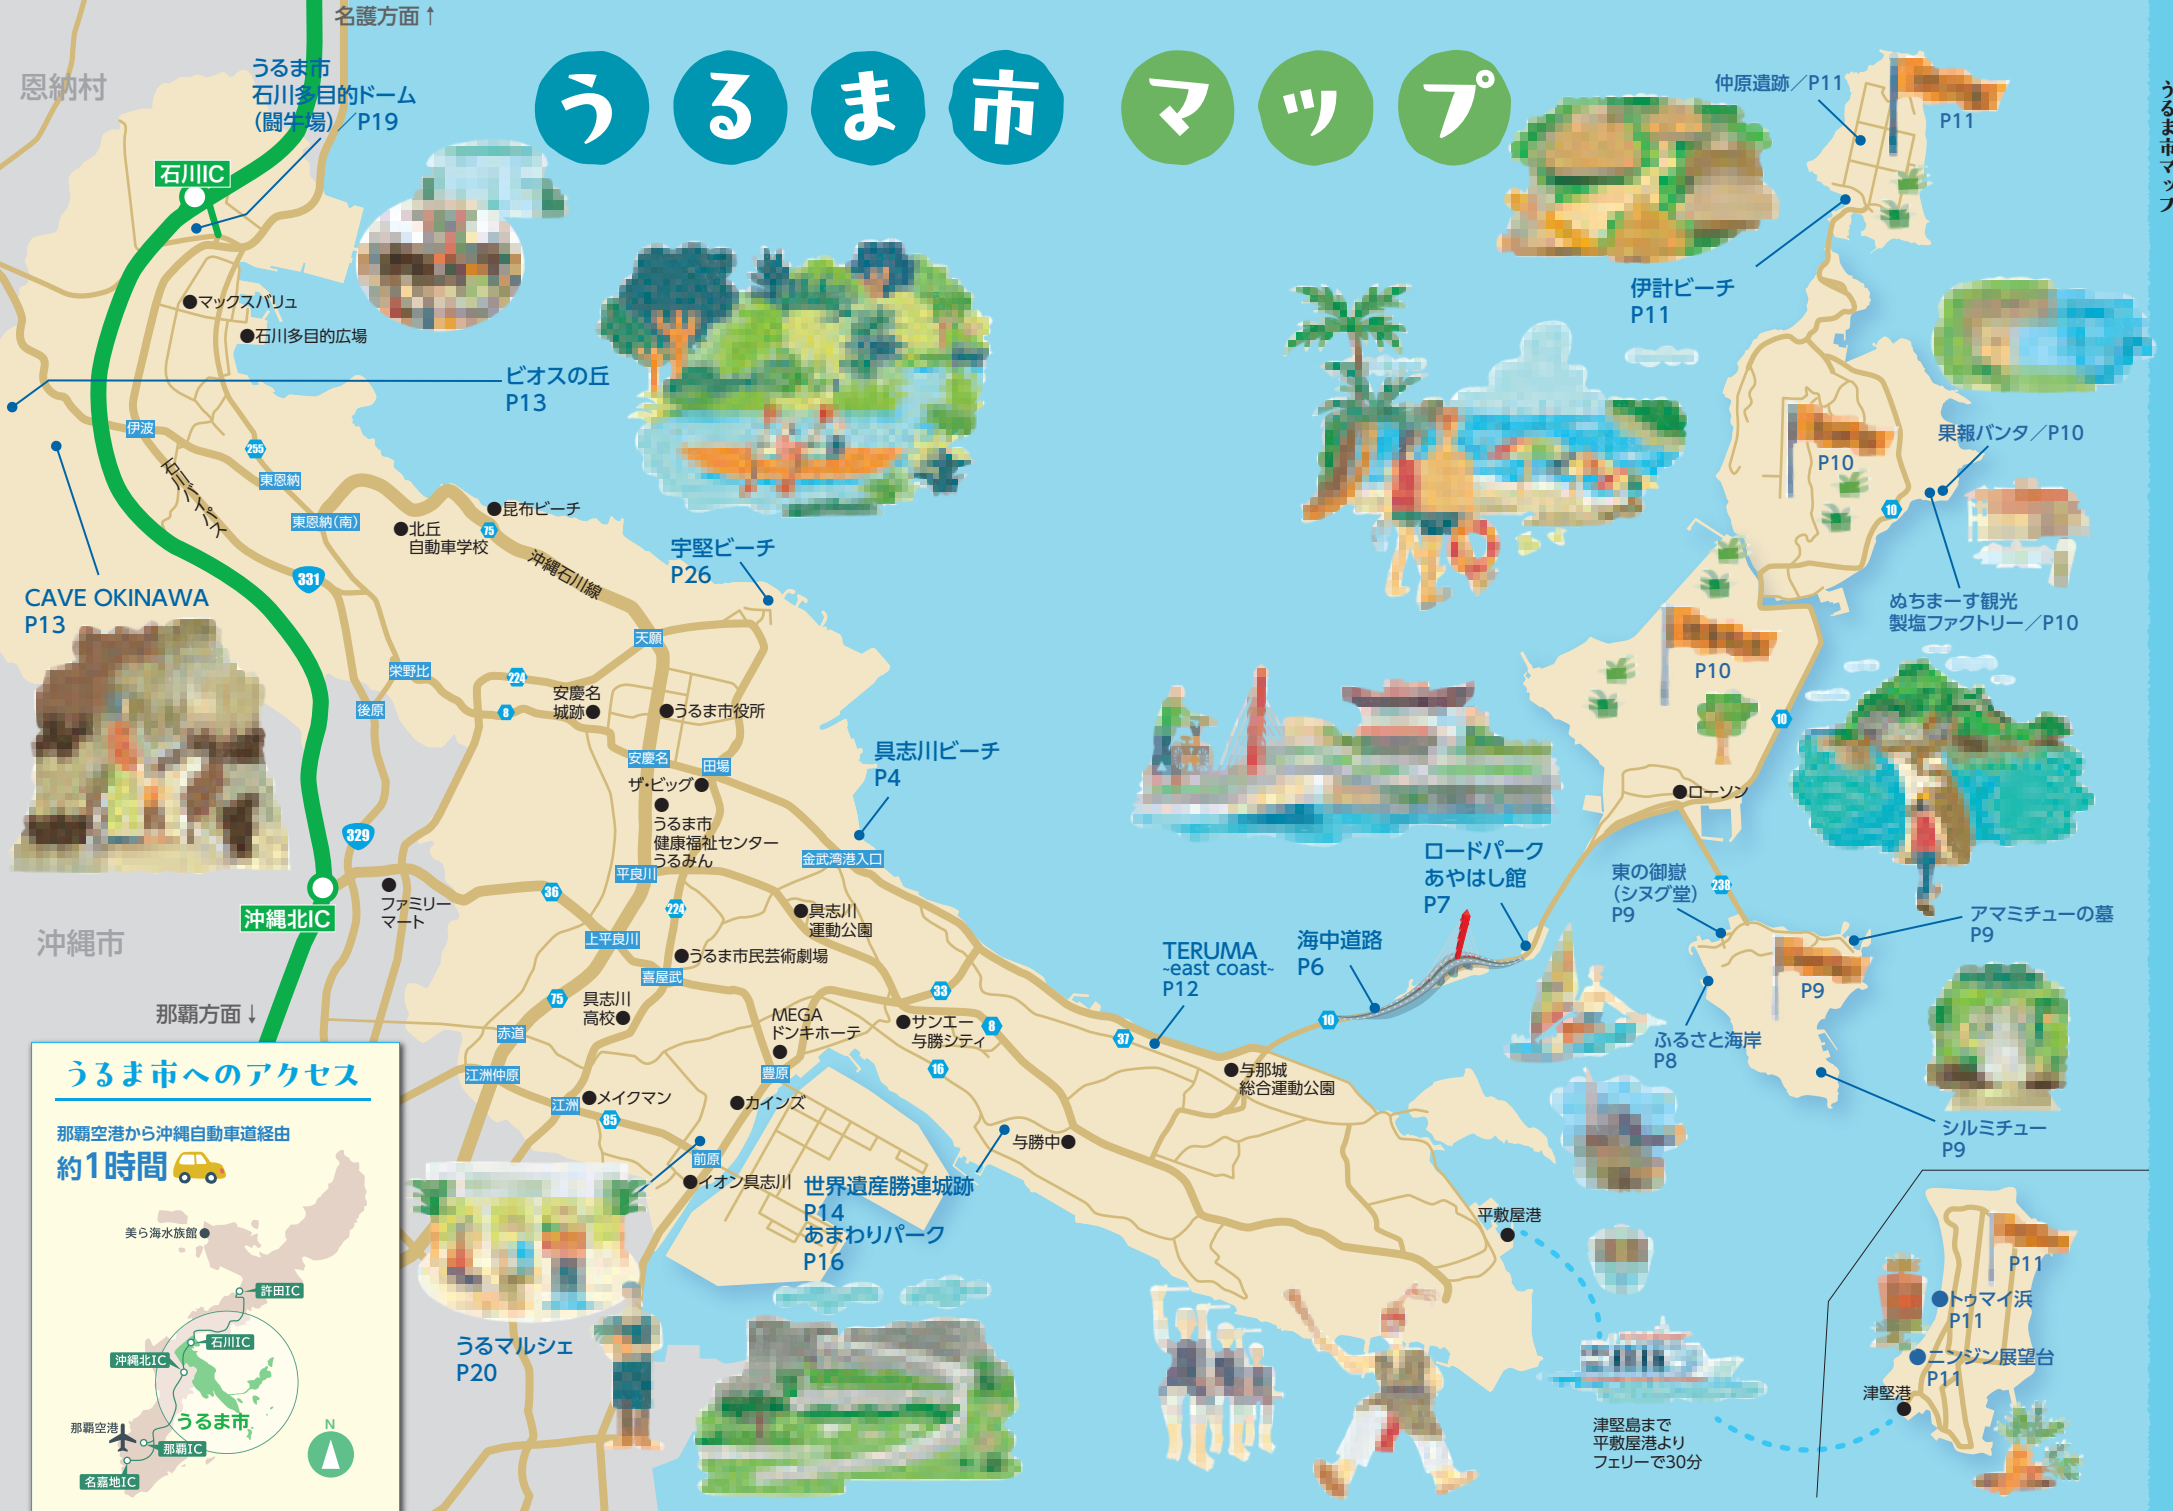 うるま市 マップ
うるま市マップ
名護方面↑
恩納村
うるま市
石川多目的ドーム
（闘牛場）／P19
石川IC
●マックスバリュ
●石川多目的広場
ビオスの丘
P13
伊波
255
東恩納
石川バイパス
東恩納（南）
●北丘
自動車学校
●昆布ビーチ
75
沖縄石川線
331
CAVE OKINAWA
P13
宇堅ビーチ
P26
天願
栄野比
224
8
後原
安慶名
城跡●
●うるま市役所
安慶名
田場
ザ・ビッグ●
うるま市
健康福祉センター
うるみん
具志川ビーチ
P4
金武湾港入口
329
平良川
36
224
●具志川
運動公園
ファミリー
マート
沖縄北IC
沖縄市
上平良川
●うるま市民芸術劇場
喜屋武
那覇方面↓
75
具志川
高校●
赤道
33
MEGA
ドンキホーテ
●サンエー
与勝シティ
8
16
37
江洲仲原
豊原
江洲
●メイクマン
85
●カインズ
前原
●イオン具志川
与勝中●
世界遺産勝連城跡
P14
あまわりパーク
P16
うるマルシェ
P20
TERUMA
~east coast~
P12
海中道路
P6
ロードパーク
あやはし館
P7
10
●与那城
総合運動公園
平敷屋港
津堅島まで
平敷屋港より
フェリーで30分
仲原遺跡／P11
P11
伊計ビーチ
P11
P10
果報バンタ／P10
10
ぬちまーす観光
製塩ファクトリー／P10
P10
10
●ローソン
238
東の御嶽
（シヌグ堂）
P9
アマミチューの墓
P9
P9
ふるさと海岸
P8
シルミチュー
P9
P11
●トゥマイ浜
P11
●ニンジン展望台
P11
津堅港
うるま市へのアクセス
那覇空港から沖縄自動車道経由
約1時間
美ら海水族館●
許田IC
石川IC
沖縄北IC
うるま市
那覇空港
那覇IC
名嘉地IC
N